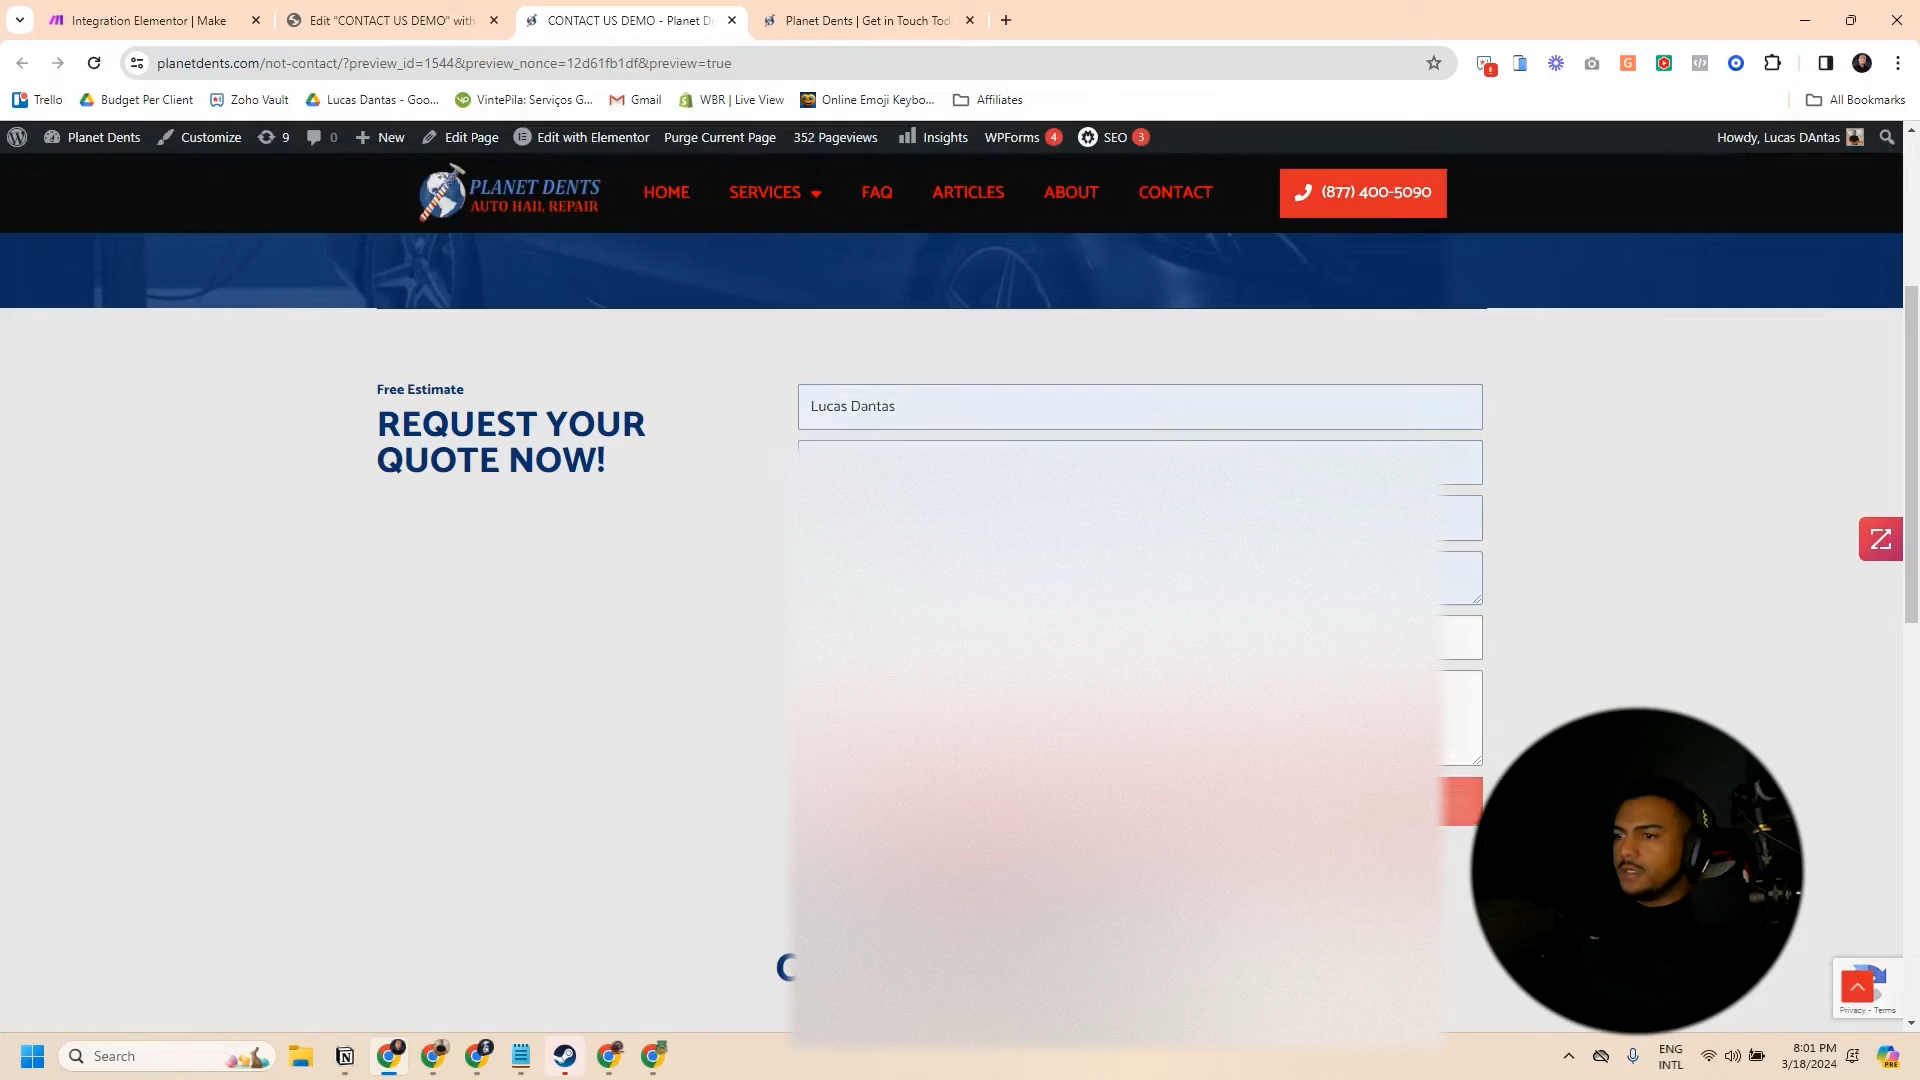 Integration Elementor | Make
Edit "CONTACT US DEMO" with
CONTACT US DEMO - Planet De
Planet Dents | Get in Touch Tod
planetdents.com/not-contact/?preview_id=1544&preview_nonce=12d61fb1df&preview=true
Trello
Budget Per Client
Zoho Vault
Lucas Dantas - Goo...
VintePila: Serviços G...
Gmail
WBR | Live View
Online Emoji Keybo...
Affiliates
All Bookmarks
Planet Dents
Customize
9
0
New
Edit Page
Edit with Elementor
Purge Current Page
352 Pageviews
Insights
WPForms 4
SEO 3
Howdy, Lucas DAntas
PLANET DENTS
AUTO HAIL REPAIR
HOME
SERVICES
FAQ
ARTICLES
ABOUT
CONTACT
(877) 400-5090
Free Estimate
REQUEST YOUR
QUOTE NOW!
Lucas Dantas
Privacy - Terms
Search
ENG
INTL
8:01 PM
3/18/2024
PRE